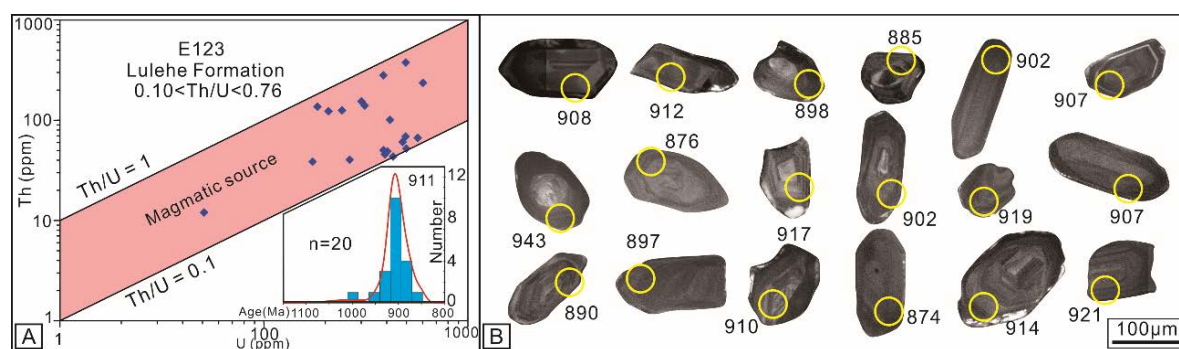 1000
E123
Lulehe Formation
0.10<Th/U<0.76
100
Th (ppm)
Th/U = 1
Magmatic source
10
Th/U = 0.1
1
911
12
8
4
0
Number
n=20
Age(Ma)
1100
1000
900
800
1
100
1000
U (ppm)
A
B
908
912
898
885
902
907
943
876
917
902
919
907
890
897
910
874
914
921
100μm